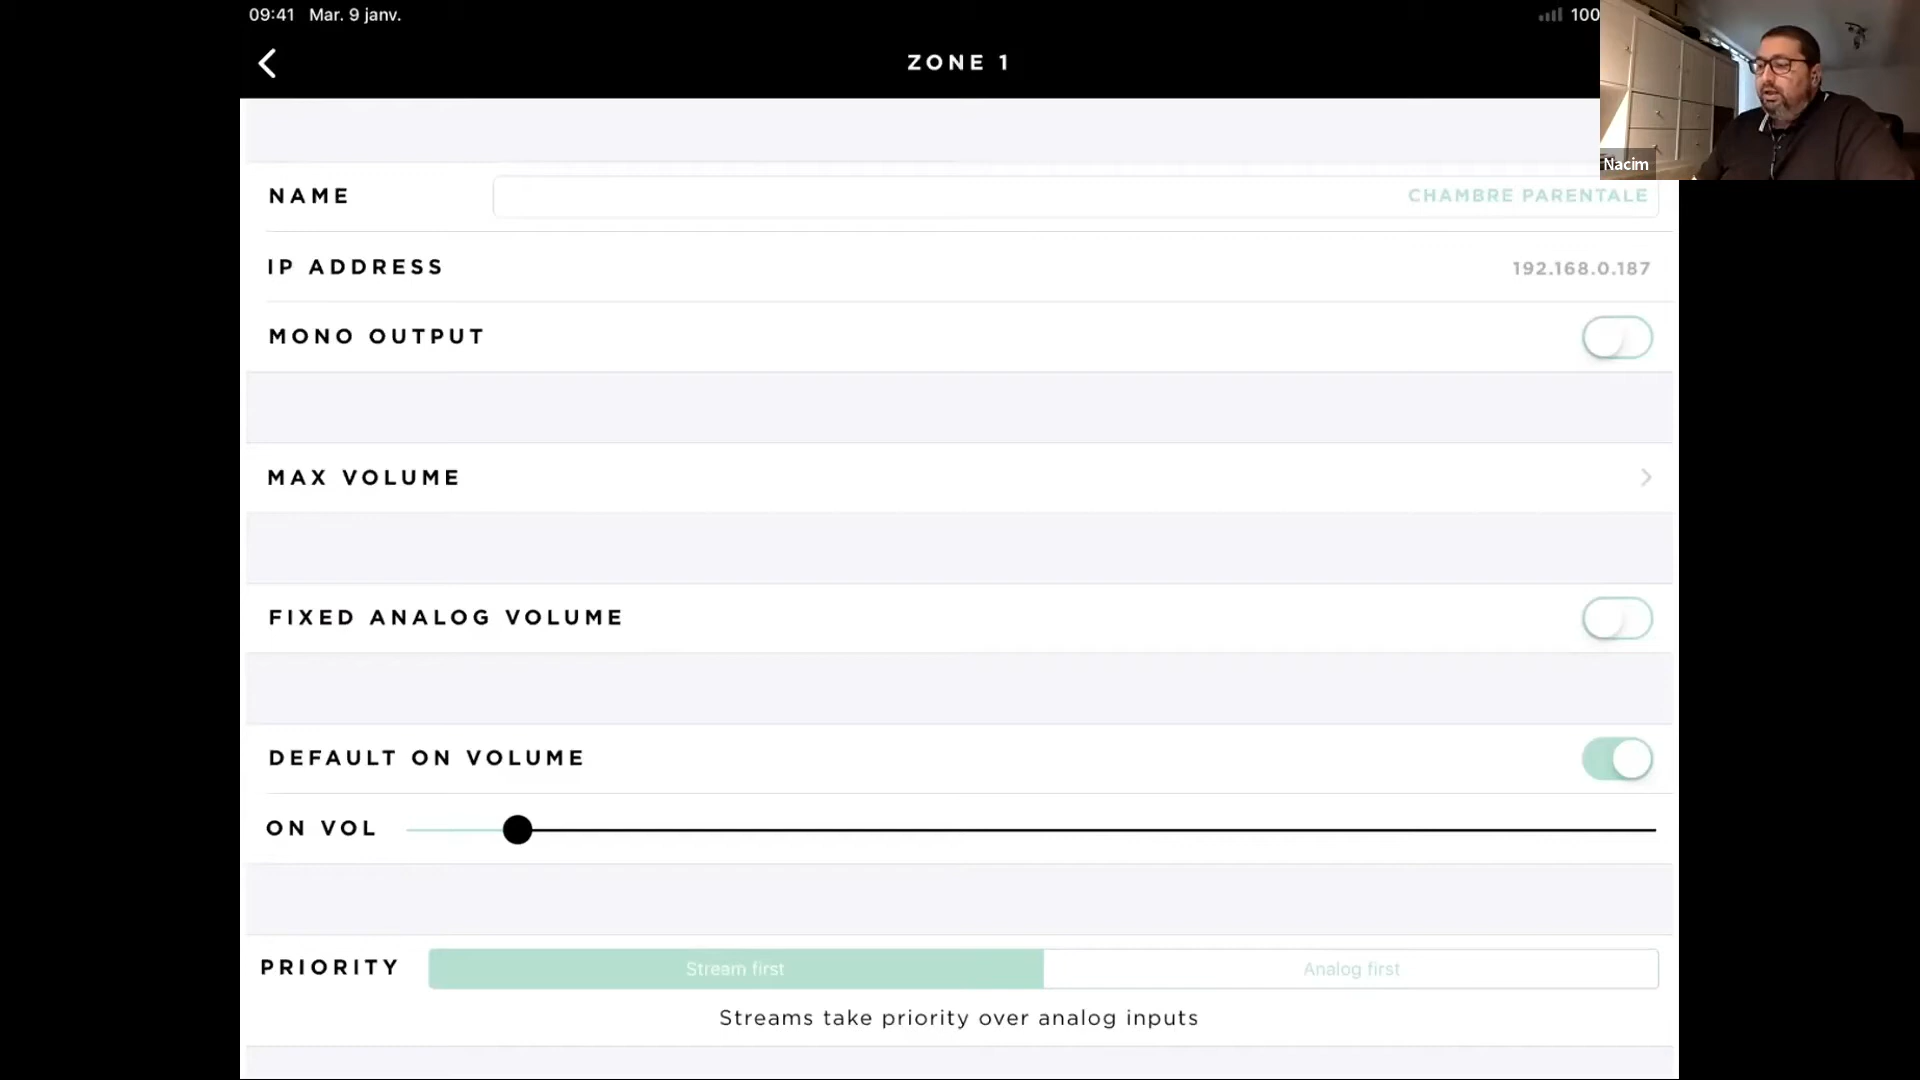 09:41 Mar. 9 janv.
100
ZONE 1
Nacim
NAME
CHAMBRE PARENTALE
IP ADDRESS
192.168.0.187
MONO OUTPUT
MAX VOLUME
FIXED ANALOG VOLUME
DEFAULT ON VOLUME
ON VOL
PRIORITY
Stream first
Analog first
Streams take priority over analog inputs